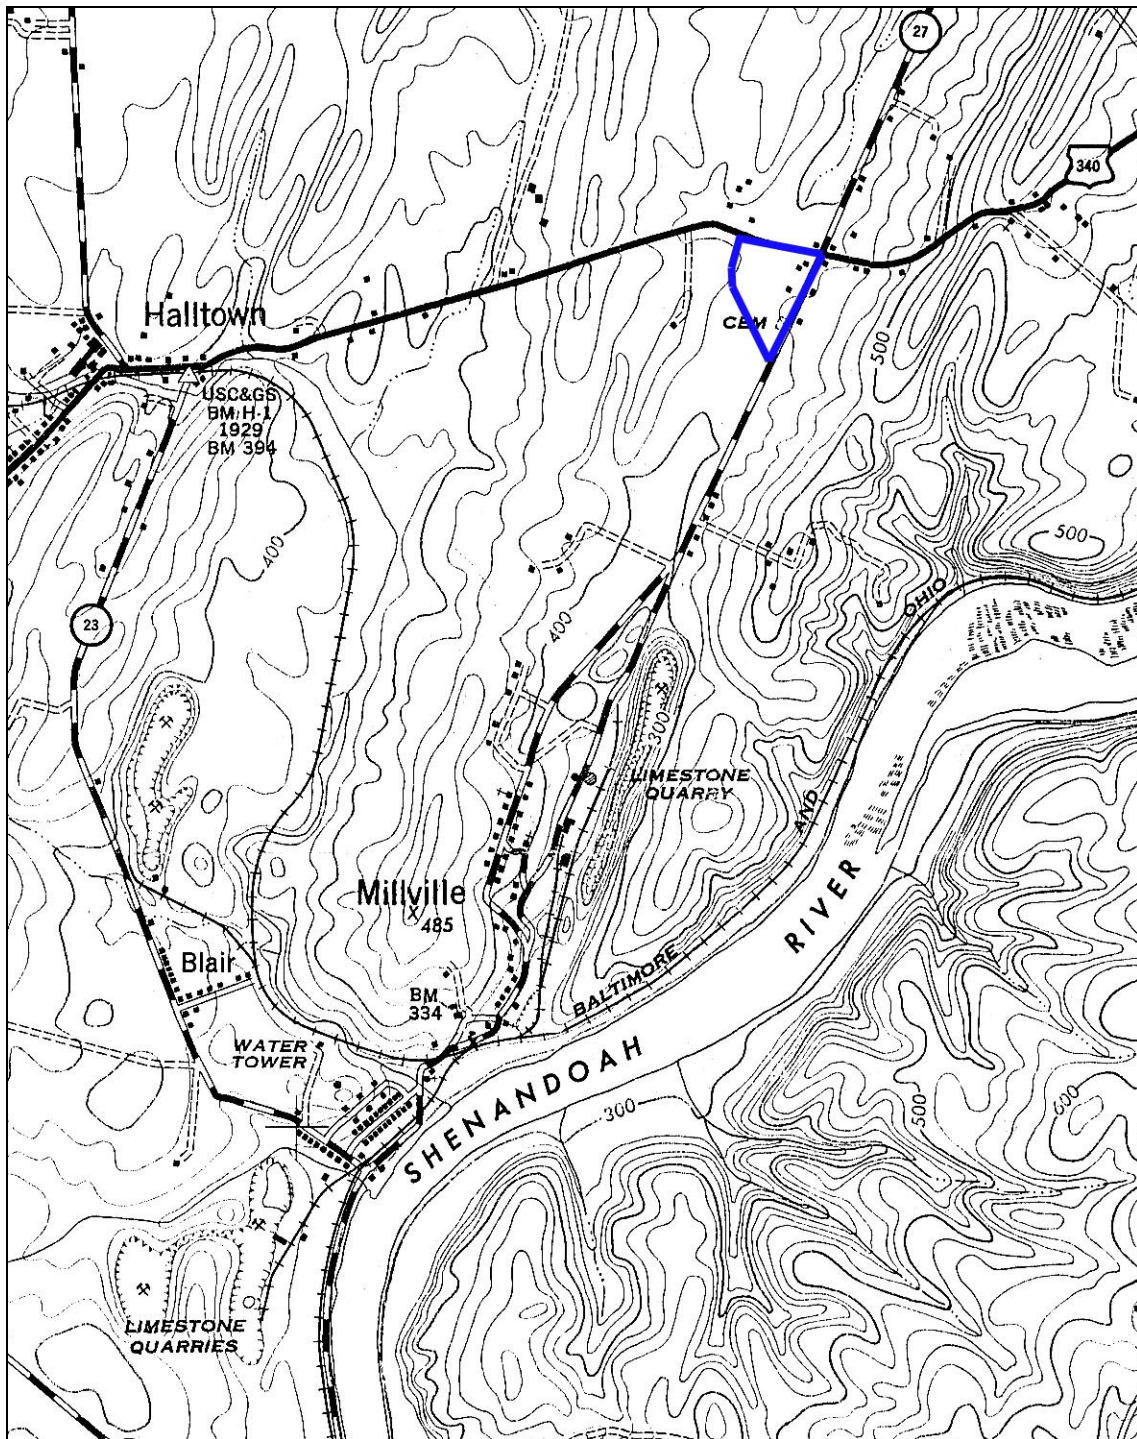 27
340
Halltown
CEM
500
USC&GS
BM H-1
1929
BM 394
400
500
23
400
OHIO
300
LIMESTONE
QUARRY
AND
Millville
485
RIVER
Blair
BALTIMORE
BM
334
WATER
TOWER
SHENANDOAH
300
500
600
LIMESTONE
QUARRIES